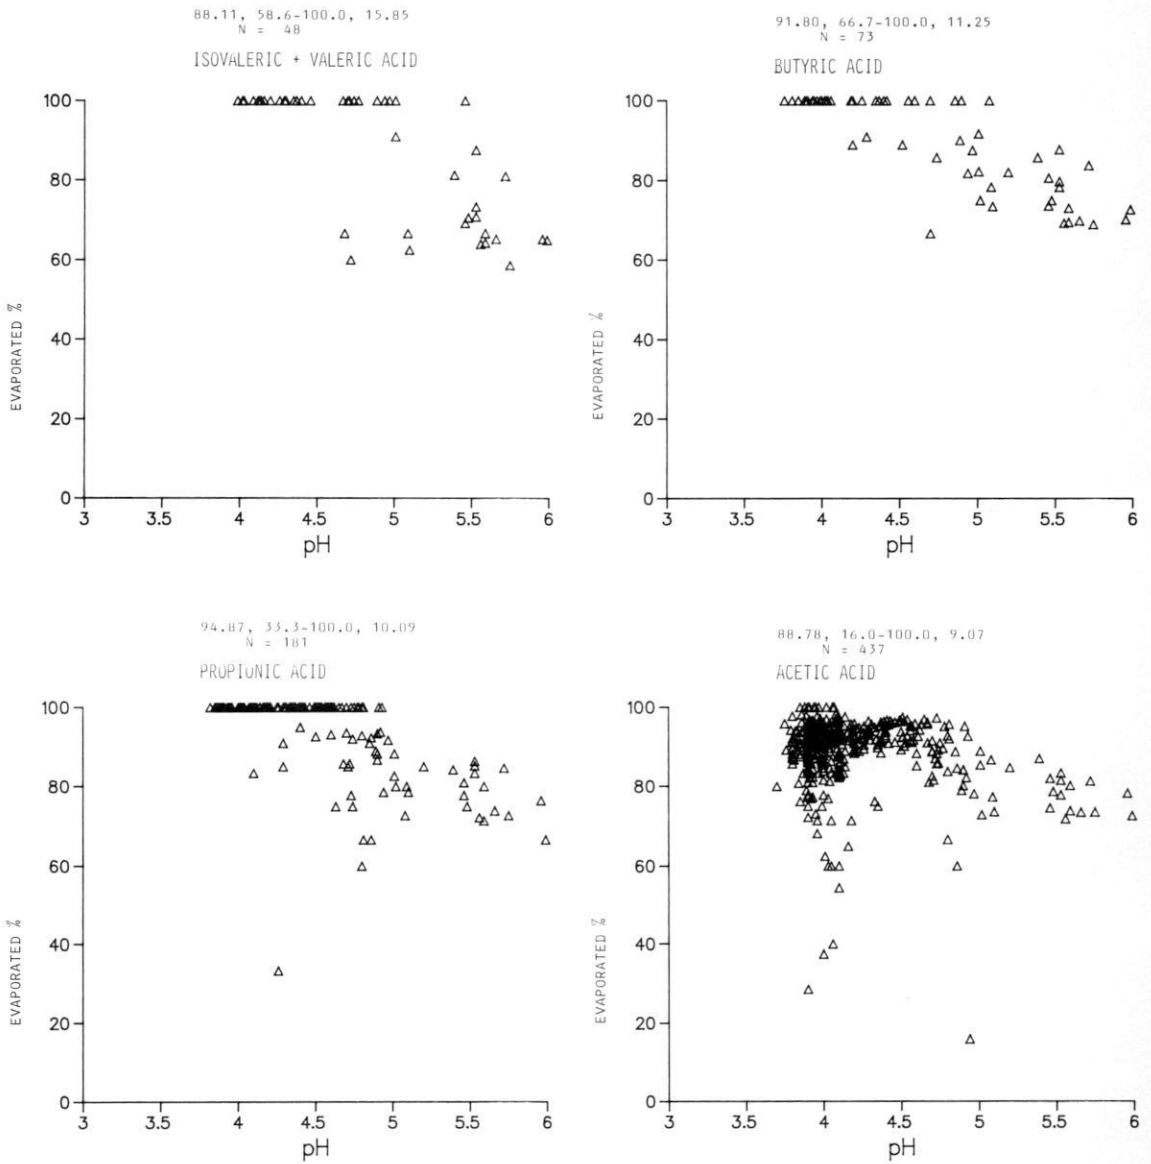 88.11, 58.6-100.0, 15.85
N = 48
ISOVALERIC + VALERIC ACID
100
80
60
40
20
0
EVAPORATED %
3 3.5 4 4.5 5 5.5 6
pH
91.80, 66.7-100.0, 11.25
N = 73
BUTYRIC ACID
100
80
60
40
20
0
EVAPORATED %
3 3.5 4 4.5 5 5.5 6
pH
94.87, 33.3-100.0, 10.09
N = 181
PROPIONIC ACID
100
80
60
40
20
0
EVAPORATED %
3 3.5 4 4.5 5 5.5 6
pH
88.78, 16.0-100.0, 9.07
N = 437
ACETIC ACID
100
80
60
40
20
0
EVAPORATED %
3 3.5 4 4.5 5 5.5 6
pH